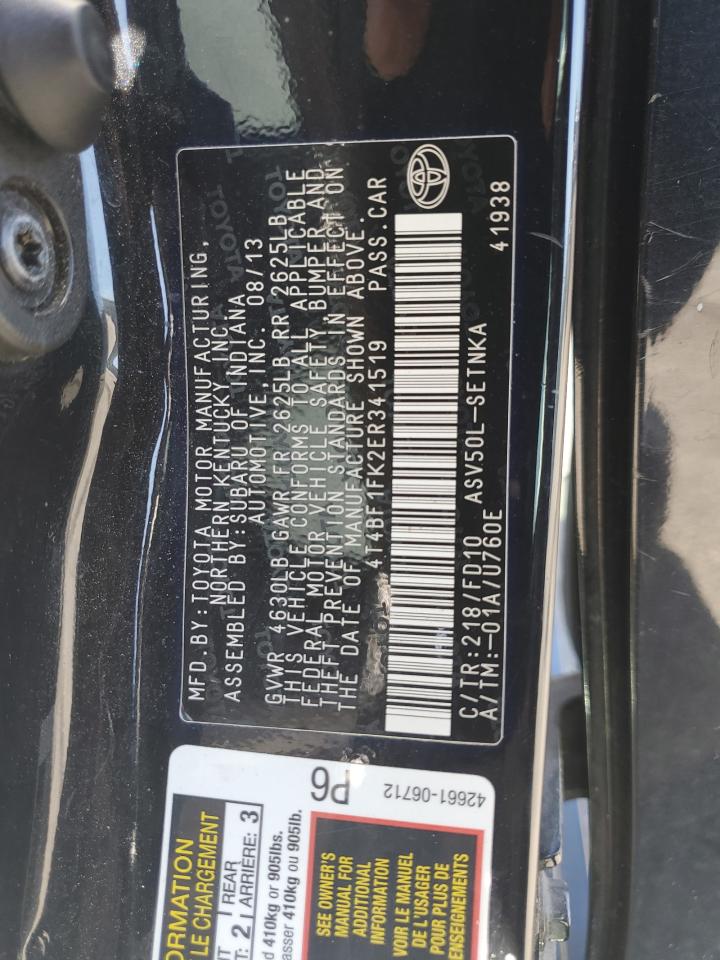 MFD.BY:TOYOTA MOTOR MANUFACTURING,
NORTHERN KENTUCKY INC.
ASSEMBLED BY:SUBARU OF INDIANA
AUTOMOTIVE,INC. 08/13
GVWR 4630LB GAWR FR 2625LB RR 2625LB
THIS VEHICLE CONFORMS TO ALL APPLICABLE
FEDERAL MOTOR VEHICLE SAFETY, BUMPER AND
THEFT PREVENTION STANDARDS IN EFFECT ON
THE DATE OF MANUFACTURE SHOWN ABOVE.
4T4BF1FK2ER341519 PASS.CAR
C/TR:218/FD10 ASV50L-SETNKA
A/TM:-01A/U760E 41938
ORMATION
LE CHARGEMENT
REAR
T: 2 ARRIÈRE: 3
d 410kg or 905lbs.
asser 410kg ou 905lb.
P6
SEE OWNER'S
MANUAL FOR
ADDITIONAL
INFORMATION
VOIR LE MANUEL
DE L'USAGER
POUR PLUS DE
42661-06712